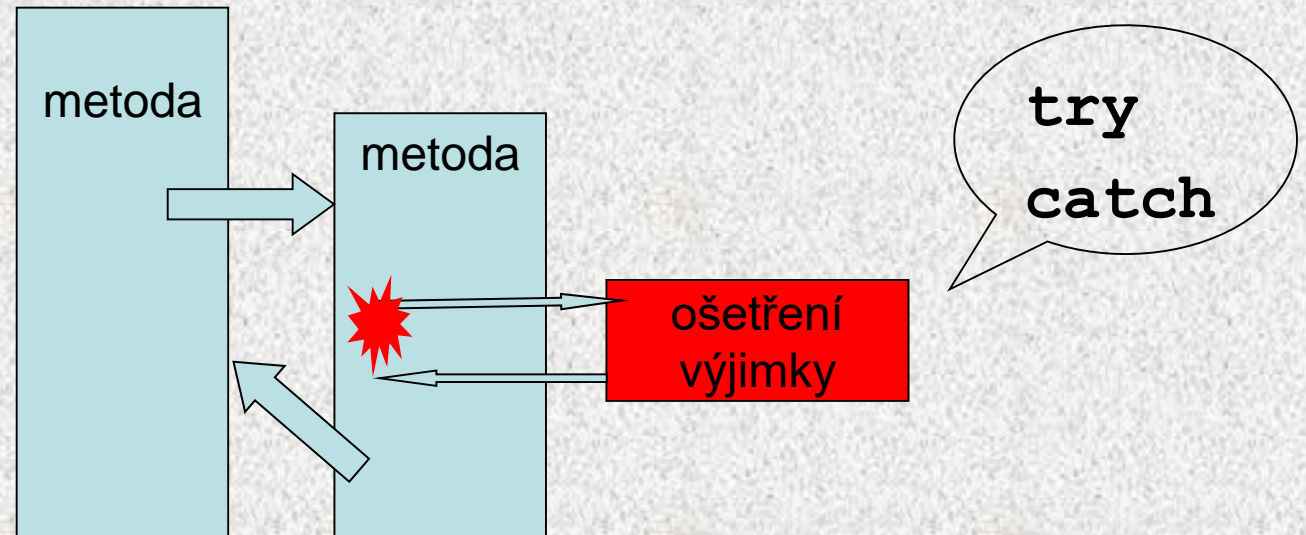 metoda
metoda
try
catch
ošetření
výjimky